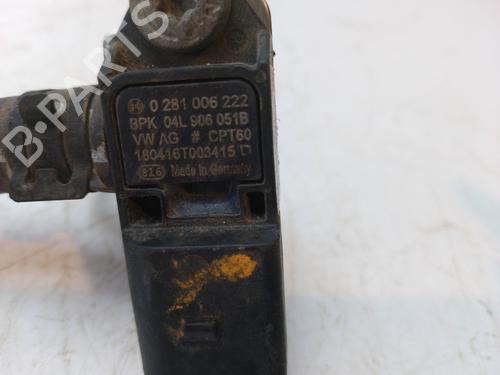 0 281 006 222
BPK 04L 906 051B
VW AG # CPT60
180416T003415 D
816 Made in Germany
B-PARTS